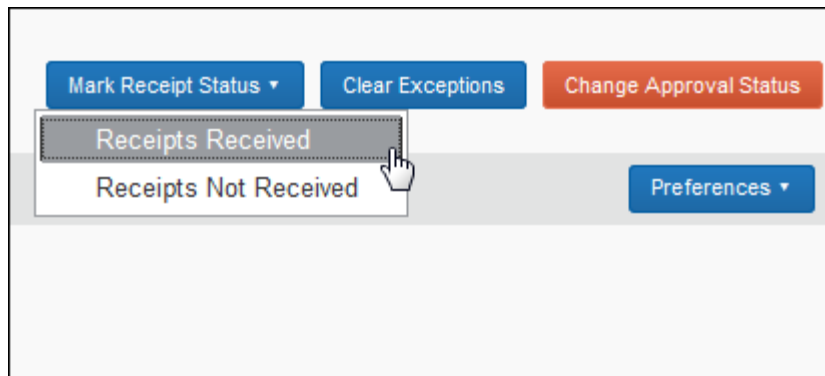 Mark Receipt Status ▾ Clear Exceptions Change Approval Status
Receipts Received
Receipts Not Received
Preferences ▾